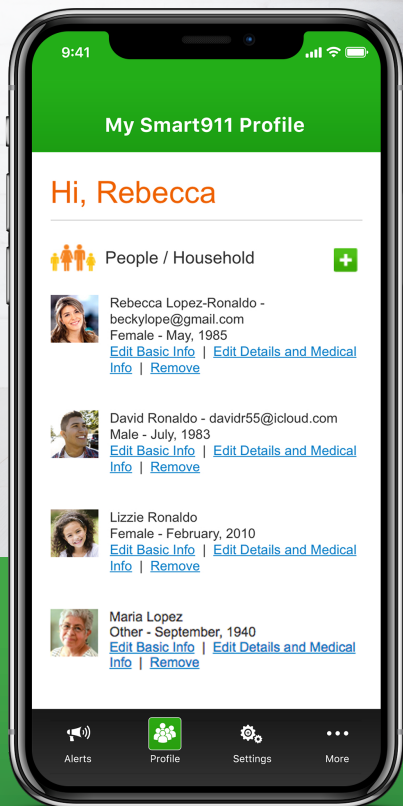 9:41
My Smart911 Profile
Hi, Rebecca
People / Household
Rebecca Lopez-Ronaldo -
beckylope@gmail.com
Female - May, 1985
Edit Basic Info | Edit Details and Medical
Info | Remove
David Ronaldo - davidr55@icloud.com
Male - July, 1983
Edit Basic Info | Edit Details and Medical
Info | Remove
Lizzie Ronaldo
Female - February, 2010
Edit Basic Info | Edit Details and Medical
Info | Remove
Maria Lopez
Other - September, 1940
Edit Basic Info | Edit Details and Medical
Info | Remove
Alerts
Profile
Settings
More